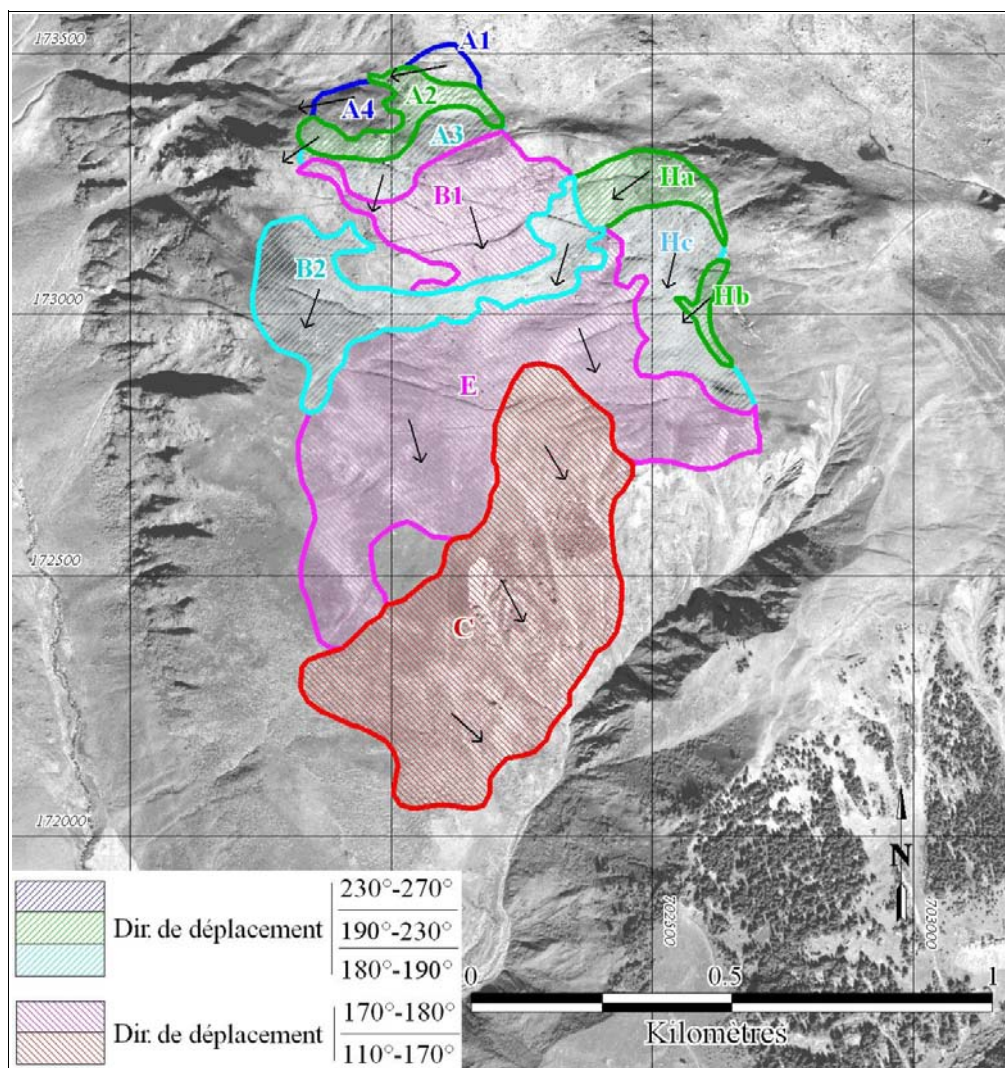 173500
A1
A4
A2
A3
B1
Ha
Hc
B2
173000
Hb
E
172500
C
172000
N
702500
703000
Dir. de déplacement
230°-270°
190°-230°
180°-190°
Dir. de déplacement
170°-180°
110°-170°
0
0.5
1
Kilomètres